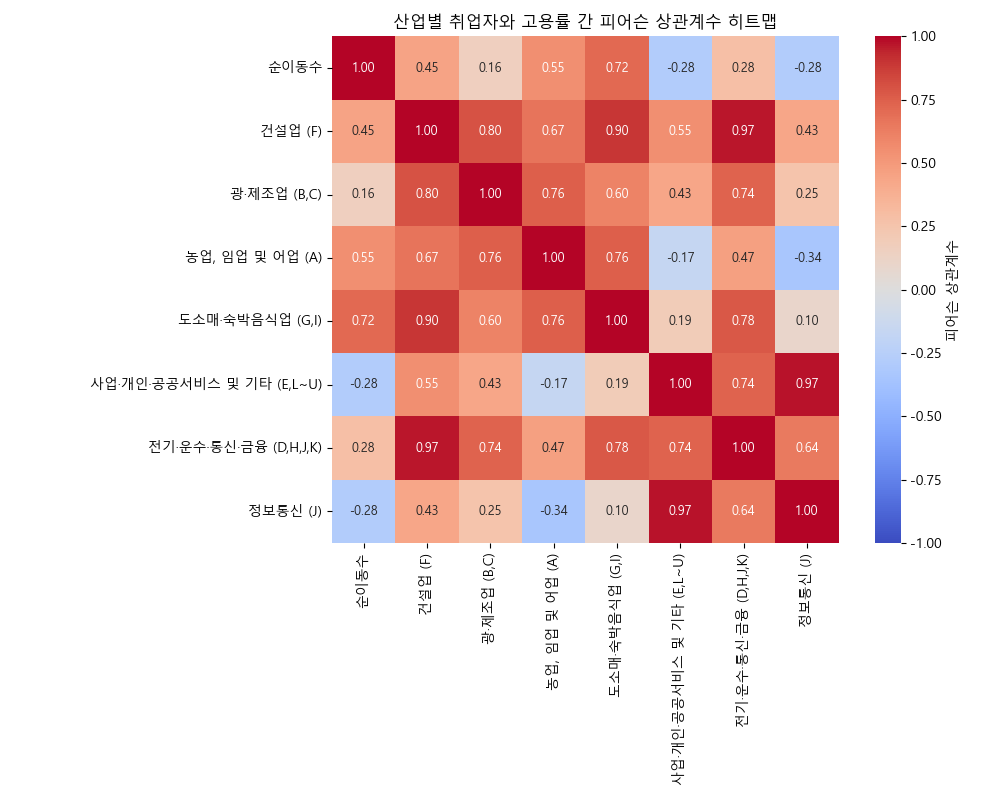 산업별 취업자와 고용률 간 피어슨 상관계수 히트맵
순이동수 1.00 0.45 0.16 0.55 0.72 -0.28 0.28 -0.28
건설업 (F) 0.45 1.00 0.80 0.67 0.90 0.55 0.97 0.43
광·제조업 (B,C) 0.16 0.80 1.00 0.76 0.60 0.43 0.74 0.25
농업, 임업 및 어업 (A) 0.55 0.67 0.76 1.00 0.76 -0.17 0.47 -0.34
도소매·숙박음식업 (G,I) 0.72 0.90 0.60 0.76 1.00 0.19 0.78 0.10
사업·개인·공공서비스 및 기타 (E,L~U) -0.28 0.55 0.43 -0.17 0.19 1.00 0.74 0.97
전기·운수·통신·금융 (D,H,J,K) 0.28 0.97 0.74 0.47 0.78 0.74 1.00 0.64
정보통신 (J) -0.28 0.43 0.25 -0.34 0.10 0.97 0.64 1.00
순이동수
건설업 (F)
광·제조업 (B,C)
농업, 임업 및 어업 (A)
도소매·숙박음식업 (G,I)
사업·개인·공공서비스 및 기타 (E,L~U)
전기·운수·통신·금융 (D,H,J,K)
정보통신 (J)
1.00
0.75
0.50
0.25
0.00
-0.25
-0.50
-0.75
-1.00
피어슨 상관계수